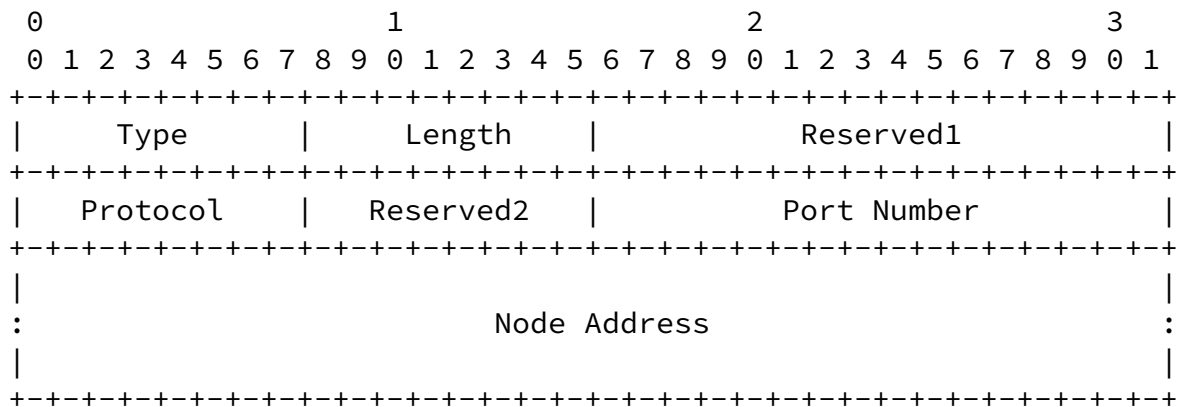 0                   1                   2                   3
 0 1 2 3 4 5 6 7 8 9 0 1 2 3 4 5 6 7 8 9 0 1 2 3 4 5 6 7 8 9 0 1
+-+-+-+-+-+-+-+-+-+-+-+-+-+-+-+-+-+-+-+-+-+-+-+-+-+-+-+-+-+-+-+-+
|     Type      |     Length    |           Reserved1           |
+-+-+-+-+-+-+-+-+-+-+-+-+-+-+-+-+-+-+-+-+-+-+-+-+-+-+-+-+-+-+-+-+
|   Protocol    |   Reserved2   |          Port Number          |
+-+-+-+-+-+-+-+-+-+-+-+-+-+-+-+-+-+-+-+-+-+-+-+-+-+-+-+-+-+-+-+-+
|                                                               |
:                          Node Address                         :
|                                                               |
+-+-+-+-+-+-+-+-+-+-+-+-+-+-+-+-+-+-+-+-+-+-+-+-+-+-+-+-+-+-+-+-+